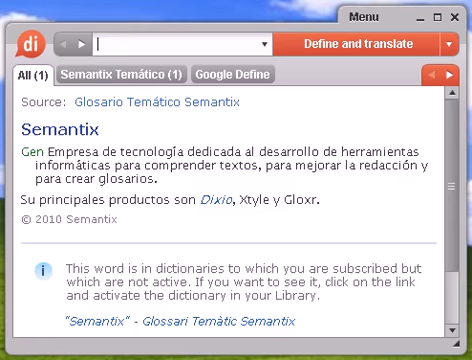 Menu
di
Define and translate
All (1)
Semantix Temático (1)
Google Define
Source: Glosario Temático Semantix
Semantix
Gen Empresa de tecnología dedicada al desarrollo de herramientas
informáticas para comprender textos, para mejorar la redacción y
para crear glosarios.
Su principales productos son Dixio, Xtyle y Gloxr.
© 2010 Semantix
i
This word is in dictionaries to which you are subscribed but
which are not active. If you want to see it, click on the link
and activate the dictionary in your Library.
"Semantix" - Glossari Temàtic Semantix